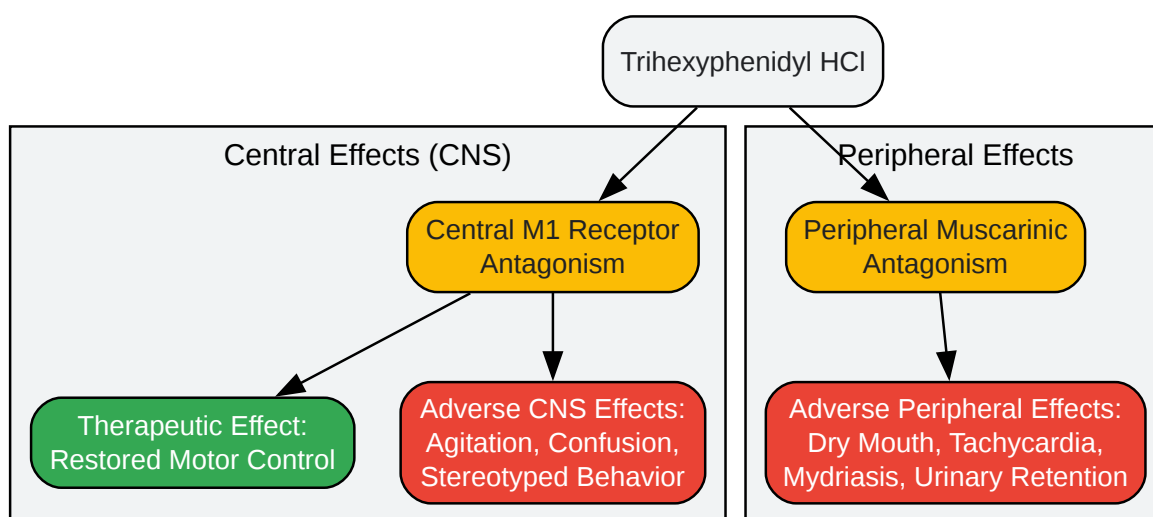 Trihexyphenidyl HCl
Central Effects (CNS)
Peripheral Effects
Central M1 Receptor
Antagonism
Peripheral Muscarinic
Antagonism
Therapeutic Effect:
Restored Motor Control
Adverse CNS Effects:
Agitation, Confusion,
Stereotyped Behavior
Adverse Peripheral Effects:
Dry Mouth, Tachycardia,
Mydriasis, Urinary Retention